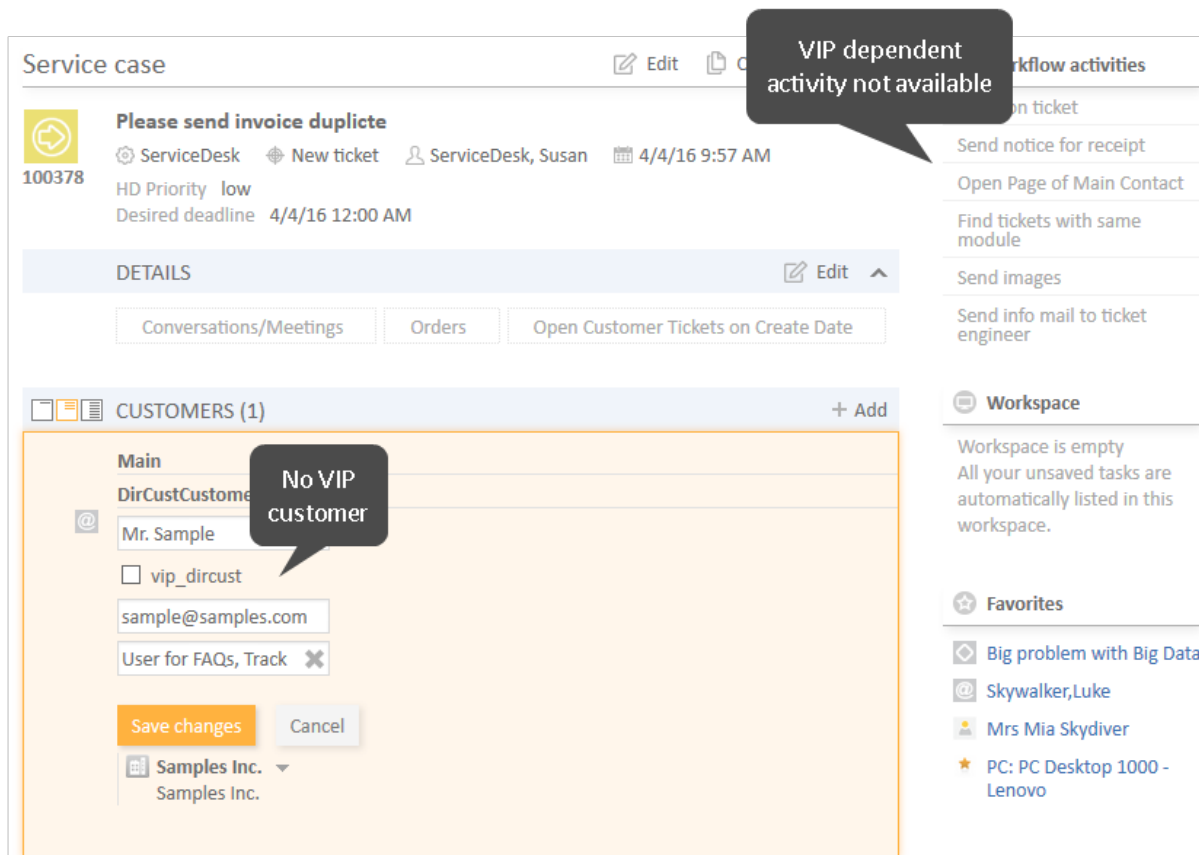 Service case
Edit
VIP dependent
activity not available
rkflow activities
100378
Please send invoice duplicte
ServiceDesk New ticket ServiceDesk, Susan 4/4/16 9:57 AM
HD Priority low
Desired deadline 4/4/16 12:00 AM
DETAILS
Edit
Conversations/Meetings
Orders
Open Customer Tickets on Create Date
CUSTOMERS (1)
+ Add
Main
DirCustCustome
No VIP
customer
@
Mr. Sample
vip_dircust
sample@samples.com
User for FAQs, Track
Save changes
Cancel
Samples Inc.
Samples Inc.
on ticket
Send notice for receipt
Open Page of Main Contact
Find tickets with same
module
Send images
Send info mail to ticket
engineer
Workspace
Workspace is empty
All your unsaved tasks are
automatically listed in this
workspace.
Favorites
Big problem with Big Data
@ Skywalker,Luke
Mrs Mia Skydiver
PC: PC Desktop 1000 -
Lenovo